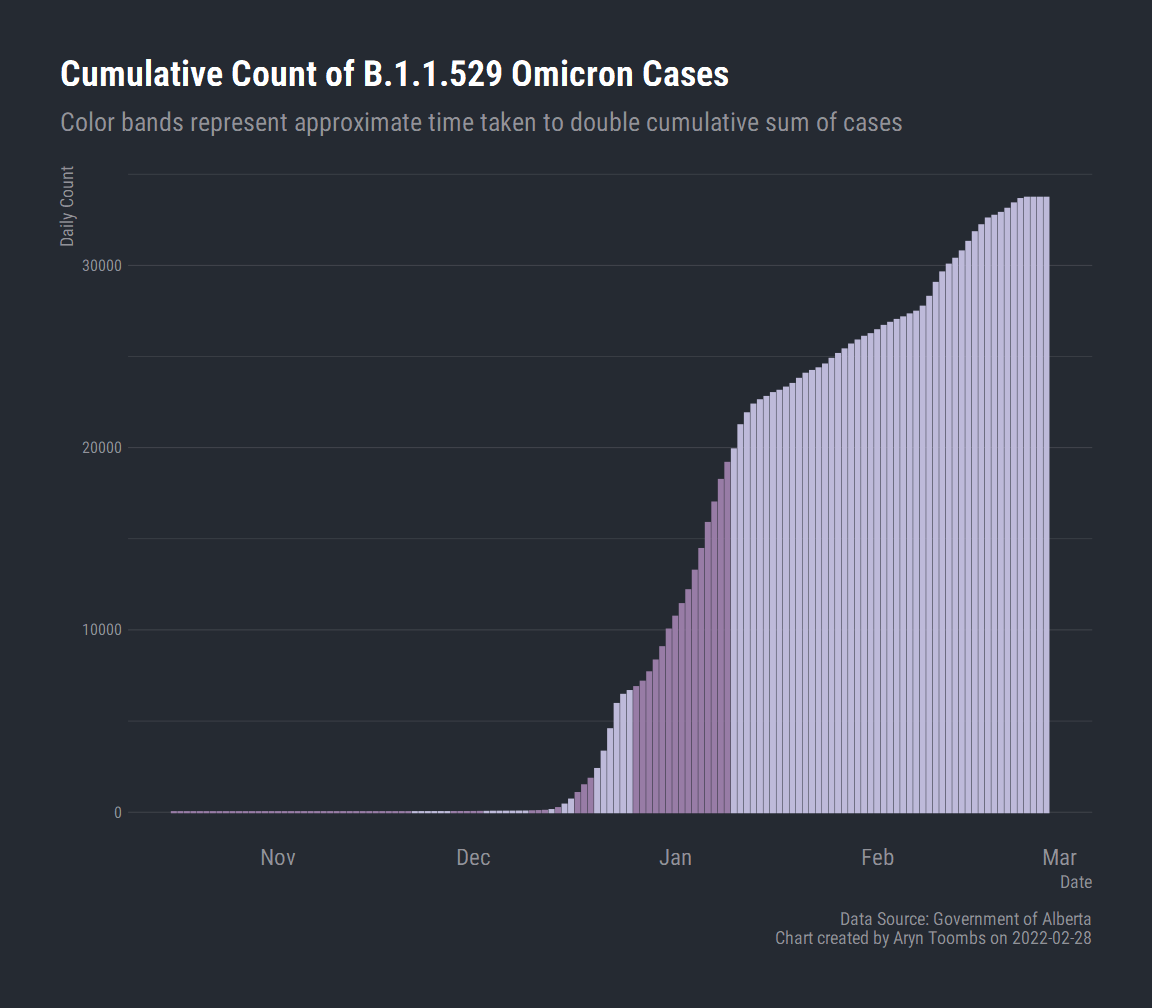 Cumulative Count of B.1.1.529 Omicron Cases
Color bands represent approximate time taken to double cumulative sum of cases
Daily Count
30000
20000
10000
0
Nov Dec Jan Feb Mar
Date
Data Source: Government of Alberta
Chart created by Aryn Toombs on 2022-02-28